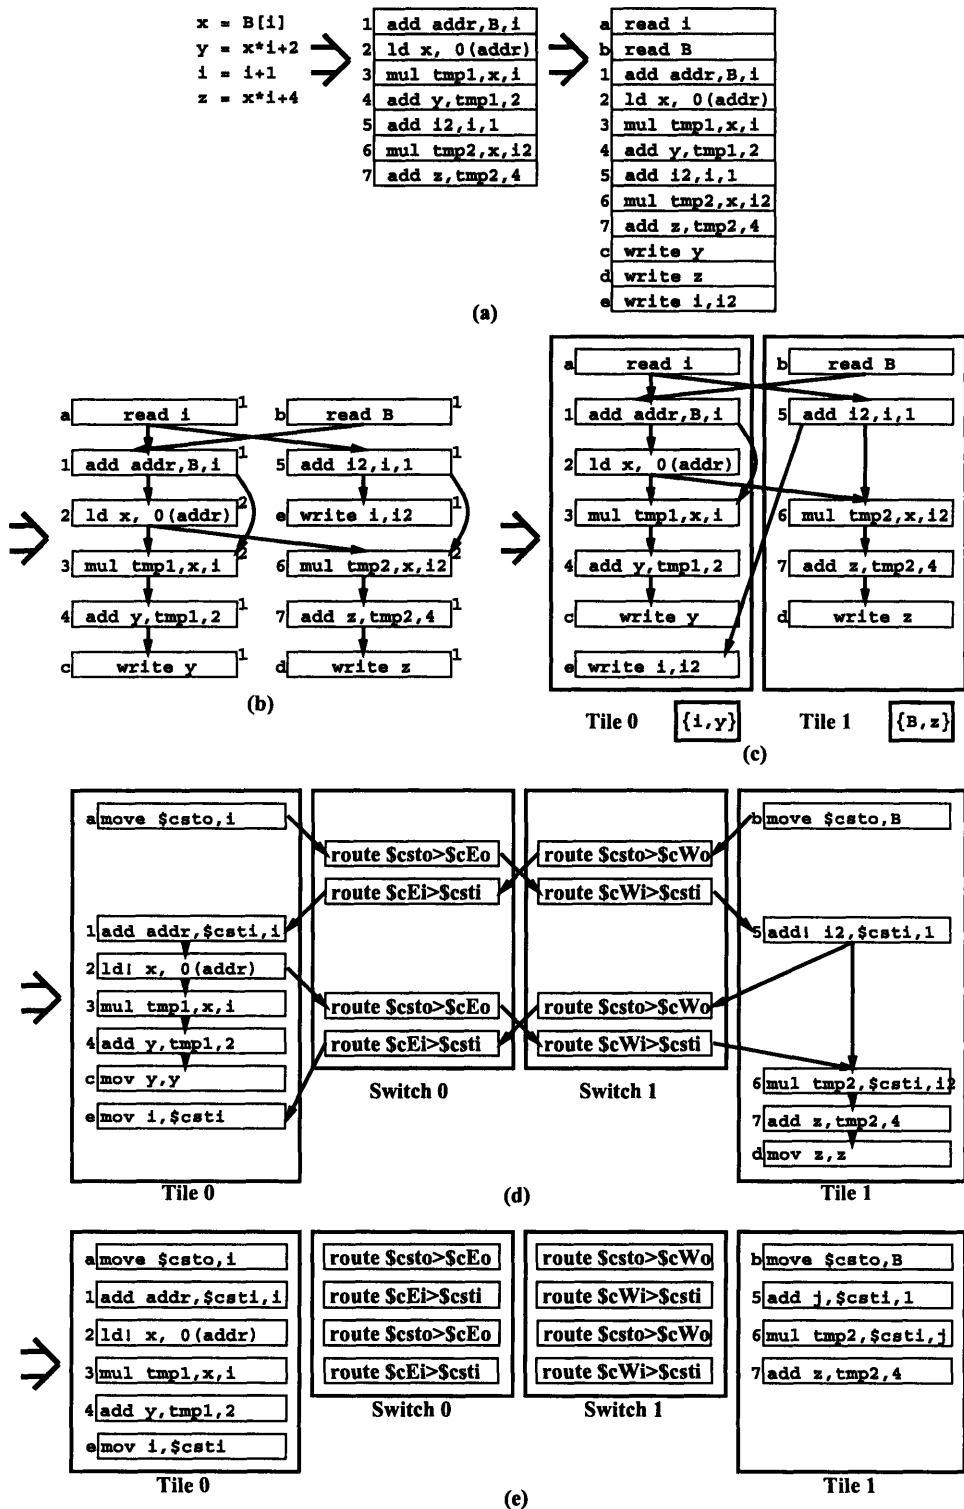 x = B[i]
y = x*i+2
i = i+1
z = x*i+4
1 add addr,B,i
2 ld x, 0(addr)
3 mul tmp1,x,i
4 add y,tmp1,2
5 add i2,i,1
6 mul tmp2,x,i2
7 add z,tmp2,4
a read i
b read B
1 add addr,B,i
2 ld x, 0(addr)
3 mul tmp1,x,i
4 add y,tmp1,2
5 add i2,i,1
6 mul tmp2,x,i2
7 add z,tmp2,4
c write y
d write z
e write i,i2
(a)
a read i 1
b read B 1
1 add addr,B,i 1
5 add i2,i,1 1
2 ld x, 0(addr) 2
e write i,i2 1
3 mul tmp1,x,i 2
6 mul tmp2,x,i2 2
4 add y,tmp1,2 1
7 add z,tmp2,4 1
c write y 1
d write z 1
(b)
a read i
1 add addr,B,i
2 ld x, 0(addr)
3 mul tmp1,x,i
4 add y,tmp1,2
c write y
e write i,i2
Tile 0 {i,y}
b read B
5 add i2,i,1
6 mul tmp2,x,i2
7 add z,tmp2,4
d write z
Tile 1 {B,z}
(c)
a move $csto,i
1 add addr,$csti,i
2 ld! x, 0(addr)
3 mul tmp1,x,i
4 add y,tmp1,2
c mov y,y
e mov i,$csti
Tile 0
route $csto>$cEo
route $cEi>$csti
route $csto>$cEo
route $cEi>$csti
Switch 0
route $csto>$cWo
route $cWi>$csti
route $csto>$cWo
route $cWi>$csti
Switch 1
b move $csto,B
5 add! i2,$csti,1
6 mul tmp2,$csti,i2
7 add z,tmp2,4
d mov z,z
Tile 1
(d)
a move $csto,i
1 add addr,$csti,i
2 ld! x, 0(addr)
3 mul tmp1,x,i
4 add y,tmp1,2
e mov i,$csti
Tile 0
route $csto>$cEo
route $cEi>$csti
route $csto>$cEo
route $cEi>$csti
Switch 0
route $csto>$cWo
route $cWi>$csti
route $csto>$cWo
route $cWi>$csti
Switch 1
b move $csto,B
5 add j,$csti,1
6 mul tmp2,$csti,j
7 add z,tmp2,4
Tile 1
(e)